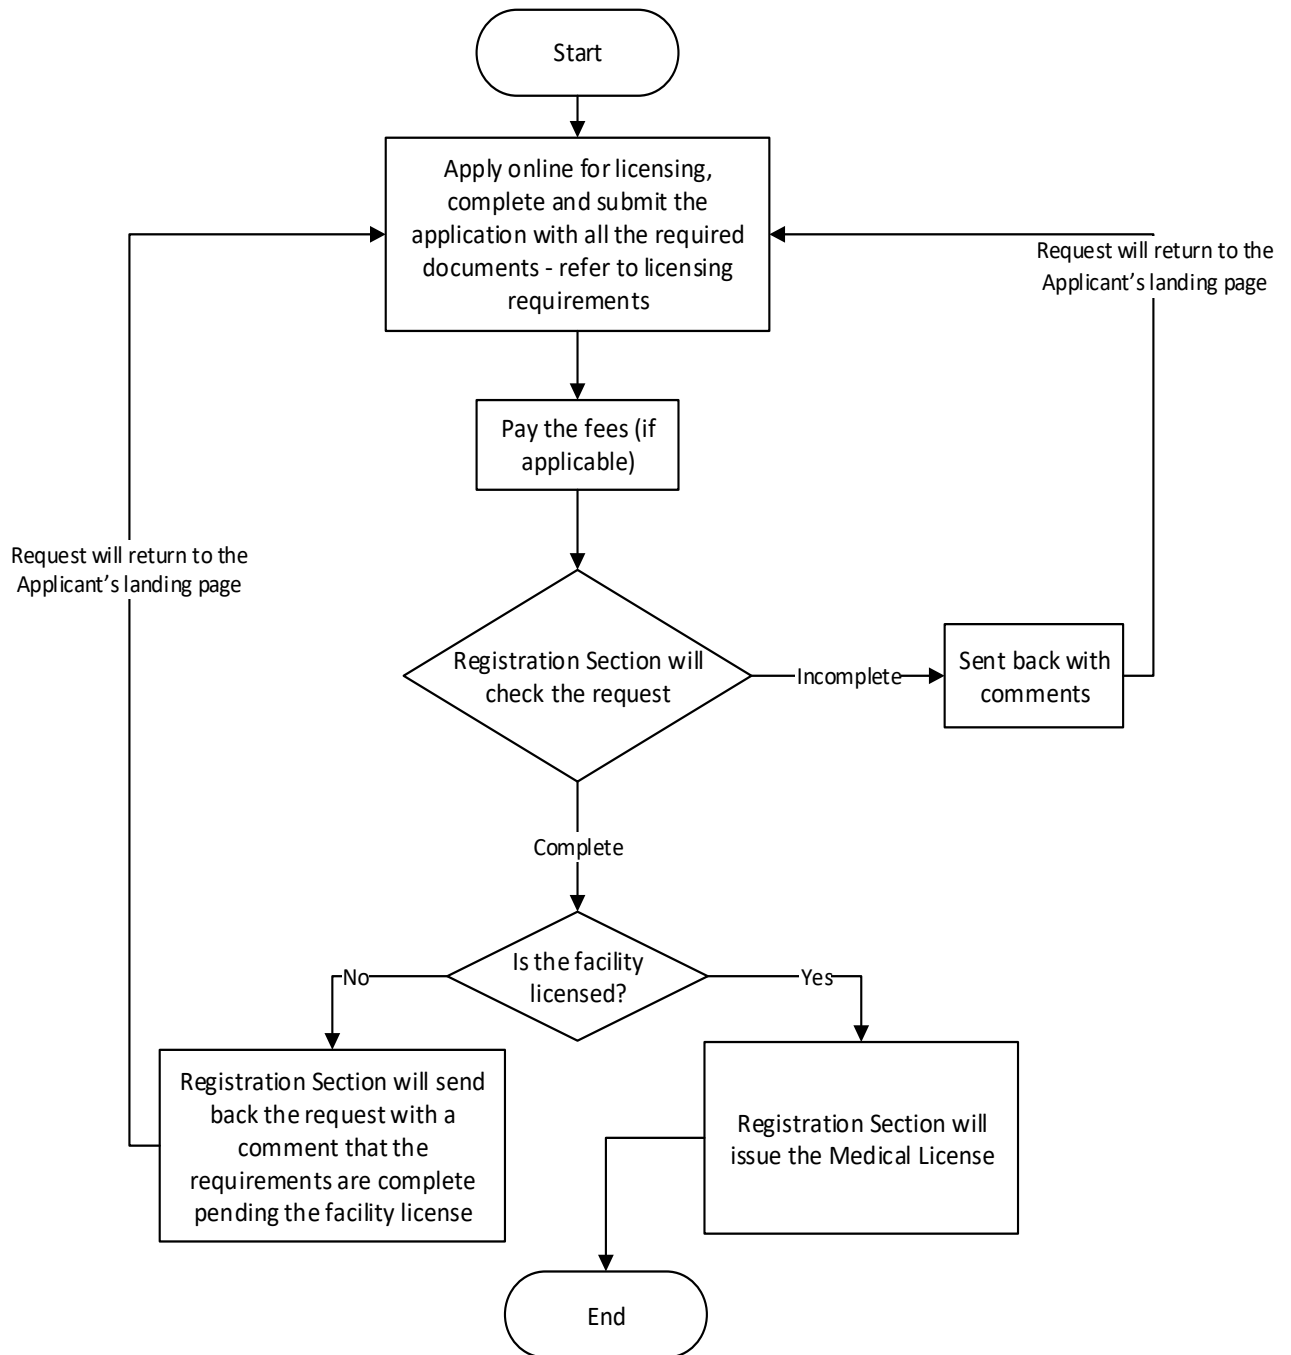 Start
Apply online for licensing,
complete and submit the
application with all the required
documents - refer to licensing
requirements
Request will return to the
Applicant’s landing page
Pay the fees (if
applicable)
Request will return to the
Applicant’s landing page
Registration Section will
check the request
Incomplete
Sent back with
comments
Complete
Is the facility
licensed?
No
Yes
Registration Section will send
back the request with a
comment that the
requirements are complete
pending the facility license
Registration Section will
issue the Medical License
End